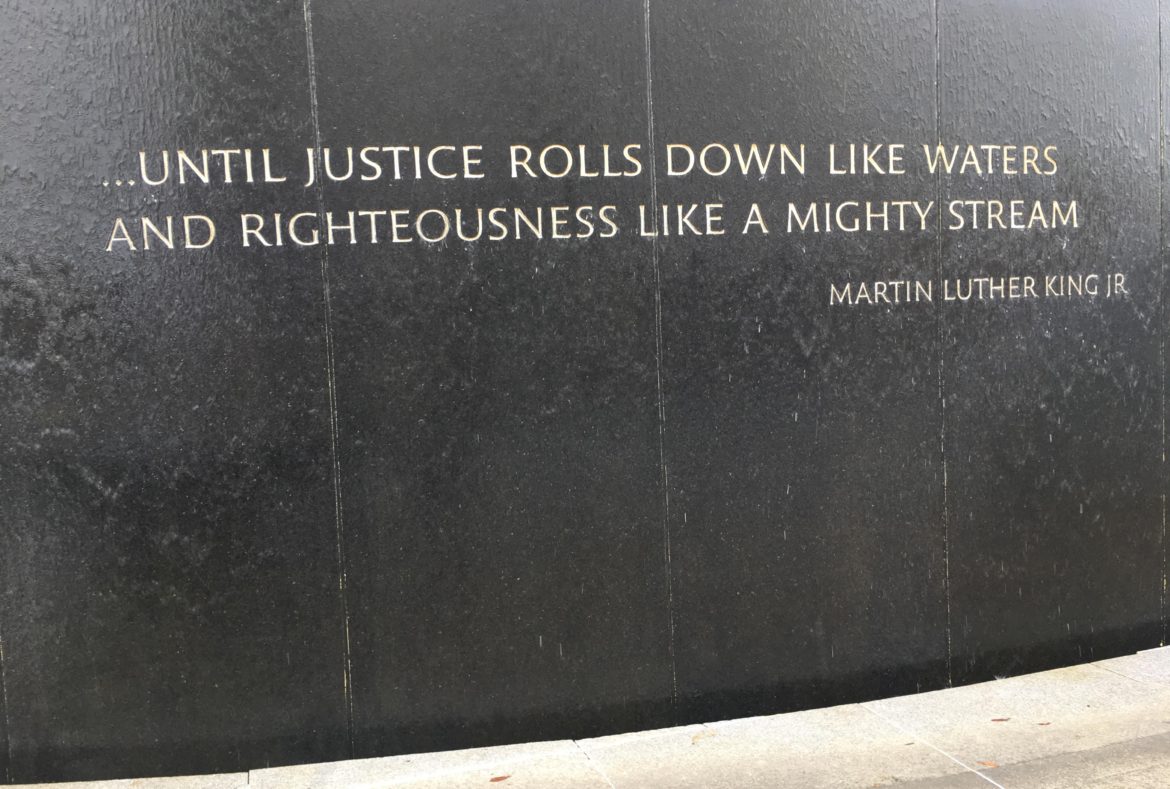 ...UNTIL JUSTICE ROLLS DOWN LIKE WATERS
AND RIGHTEOUSNESS LIKE A MIGHTY STREAM
MARTIN LUTHER KING JR